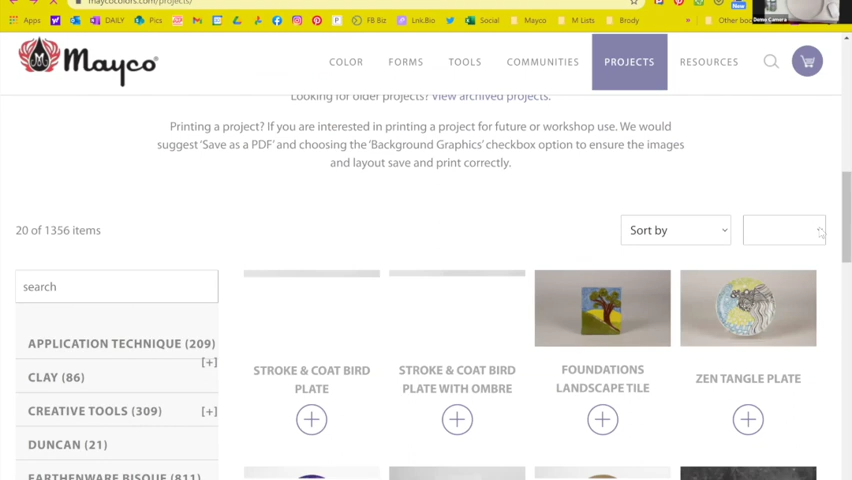 maycocolors.com/projects/
Apps
DAILY
Pics
FB Biz
Lnk.Bio
Twitter
Social
Mayco
M Lists
Brody
»
Other boo
New
Demo Camera
Mayco
COLOR
FORMS
TOOLS
COMMUNITIES
PROJECTS
RESOURCES
Looking for older projects? View archived projects.
Printing a project? If you are interested in printing a project for future or workshop use. We would
suggest ‘Save as a PDF’ and choosing the ‘Background Graphics’ checkbox option to ensure the images
and layout save and print correctly.
20 of 1356 items
Sort by
search
APPLICATION TECHNIQUE (209)
[+]
CLAY (86)
CREATIVE TOOLS (309)
[+]
DUNCAN (21)
EARTHENWARE BISQUE (811)
STROKE & COAT BIRD
PLATE
STROKE & COAT BIRD
PLATE WITH OMBRE
FOUNDATIONS
LANDSCAPE TILE
ZEN TANGLE PLATE